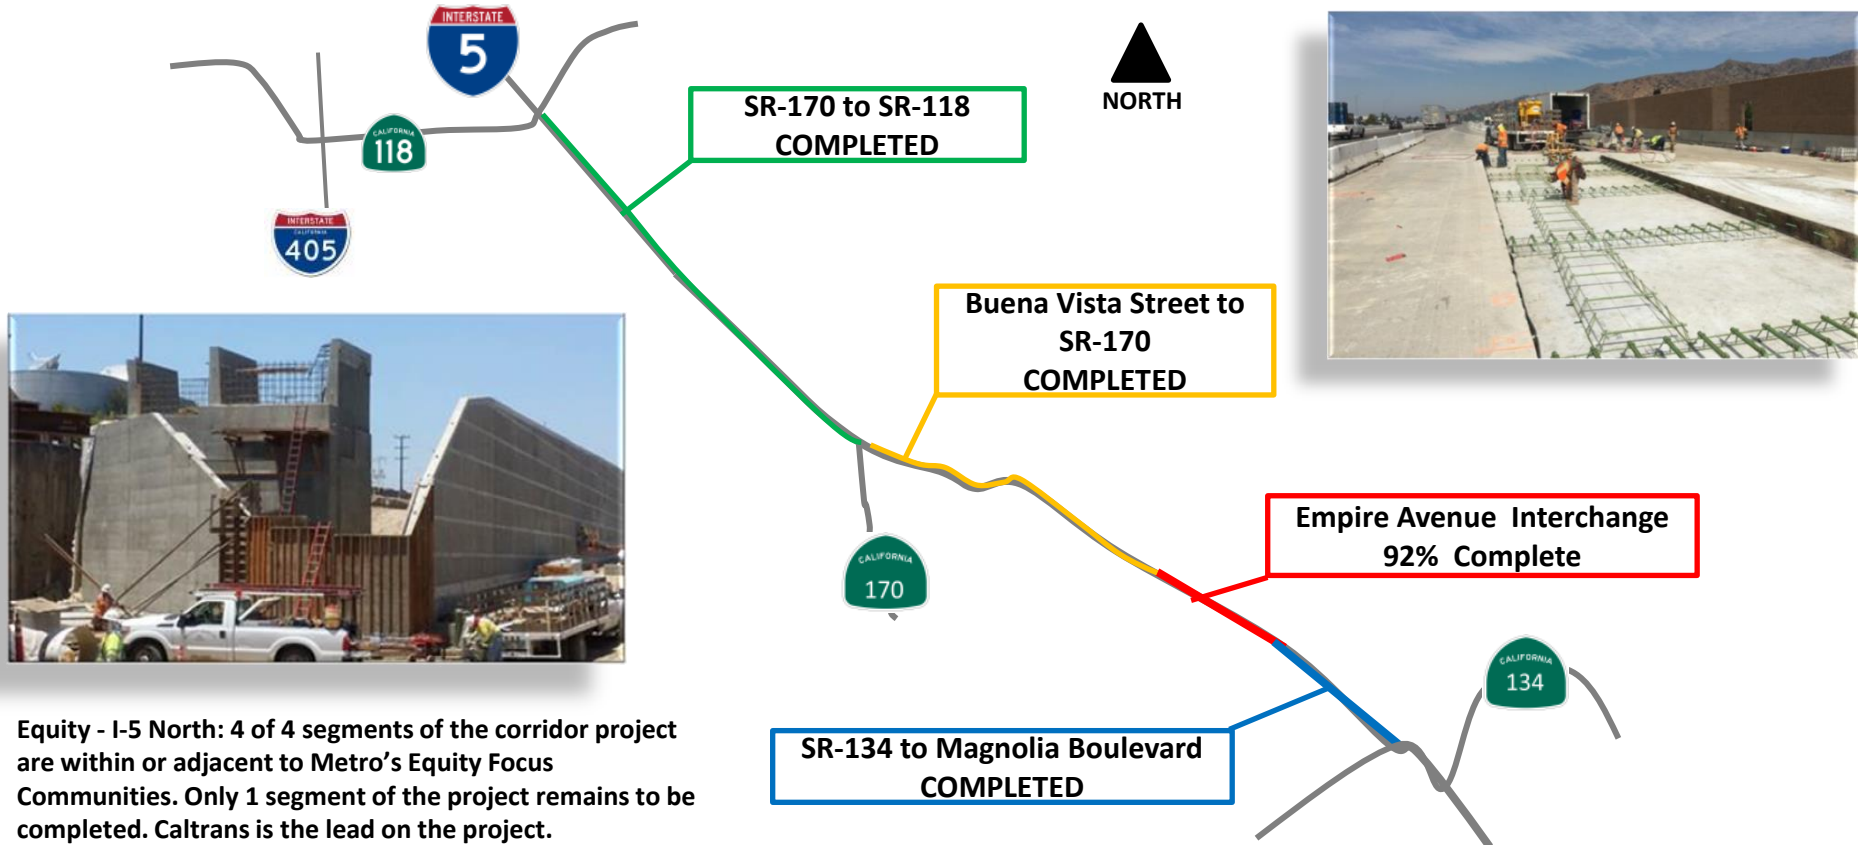 INTERSTATE
5
CALIFORNIA
118
INTERSTATE
CALIFORNIA
405
SR-170 to SR-118
COMPLETED
NORTH
Buena Vista Street to
SR-170
COMPLETED
CALIFORNIA
170
Empire Avenue Interchange
92% Complete
CALIFORNIA
134
SR-134 to Magnolia Boulevard
COMPLETED
Equity - I-5 North: 4 of 4 segments of the corridor project
are within or adjacent to Metro's Equity Focus
Communities. Only 1 segment of the project remains to be
completed. Caltrans is the lead on the project.